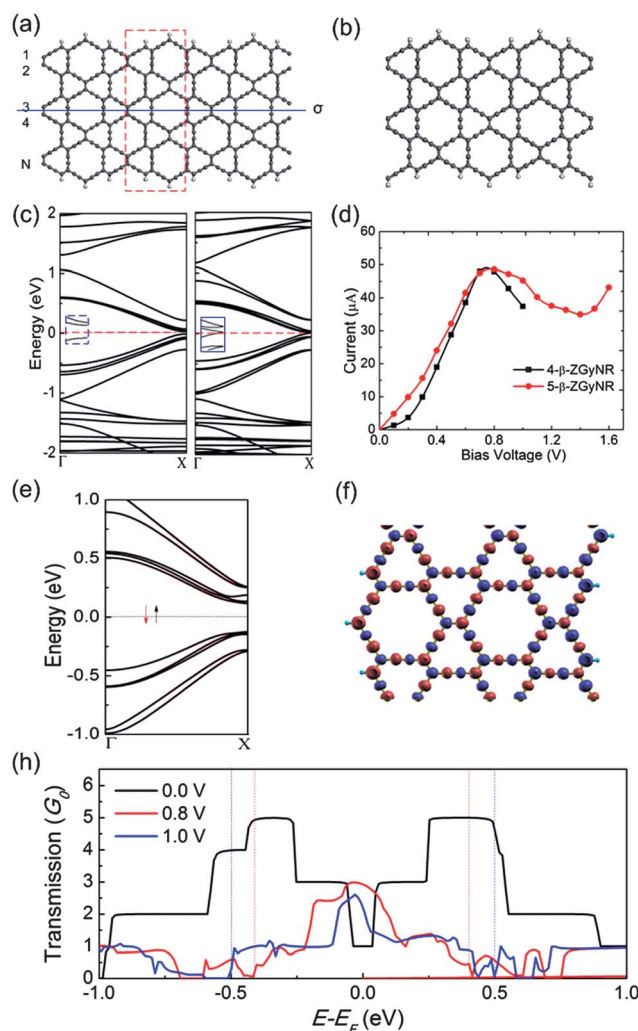 (a)
(b)
1
2
3
4
N
σ
(c)
(d)
Energy (eV)
2
1
0
-1
-2
Γ
X
Γ
X
Current (μA)
60
50
40
30
20
10
0
4-β-ZGyNR
5-β-ZGyNR
0.0 0.4 0.8 1.2 1.6
Bias Voltage (V)
(e)
(f)
Energy (eV)
1.0
0.5
0.0
-0.5
-1.0
Γ
X
(h)
Transmission (G0)
6
5
4
3
2
1
0
0.0 V
0.8 V
1.0 V
-1.0 -0.5 0.0 0.5 1.0
E-EF (eV)